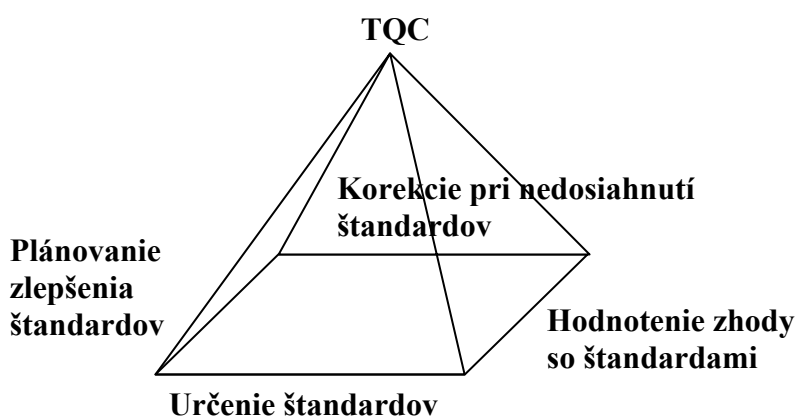 TQC
Korekcie pri nedosiahnutí
štandardov
Plánovanie
zlepšenia
štandardov
Hodnotenie zhody
so štandardami
Určenie štandardov